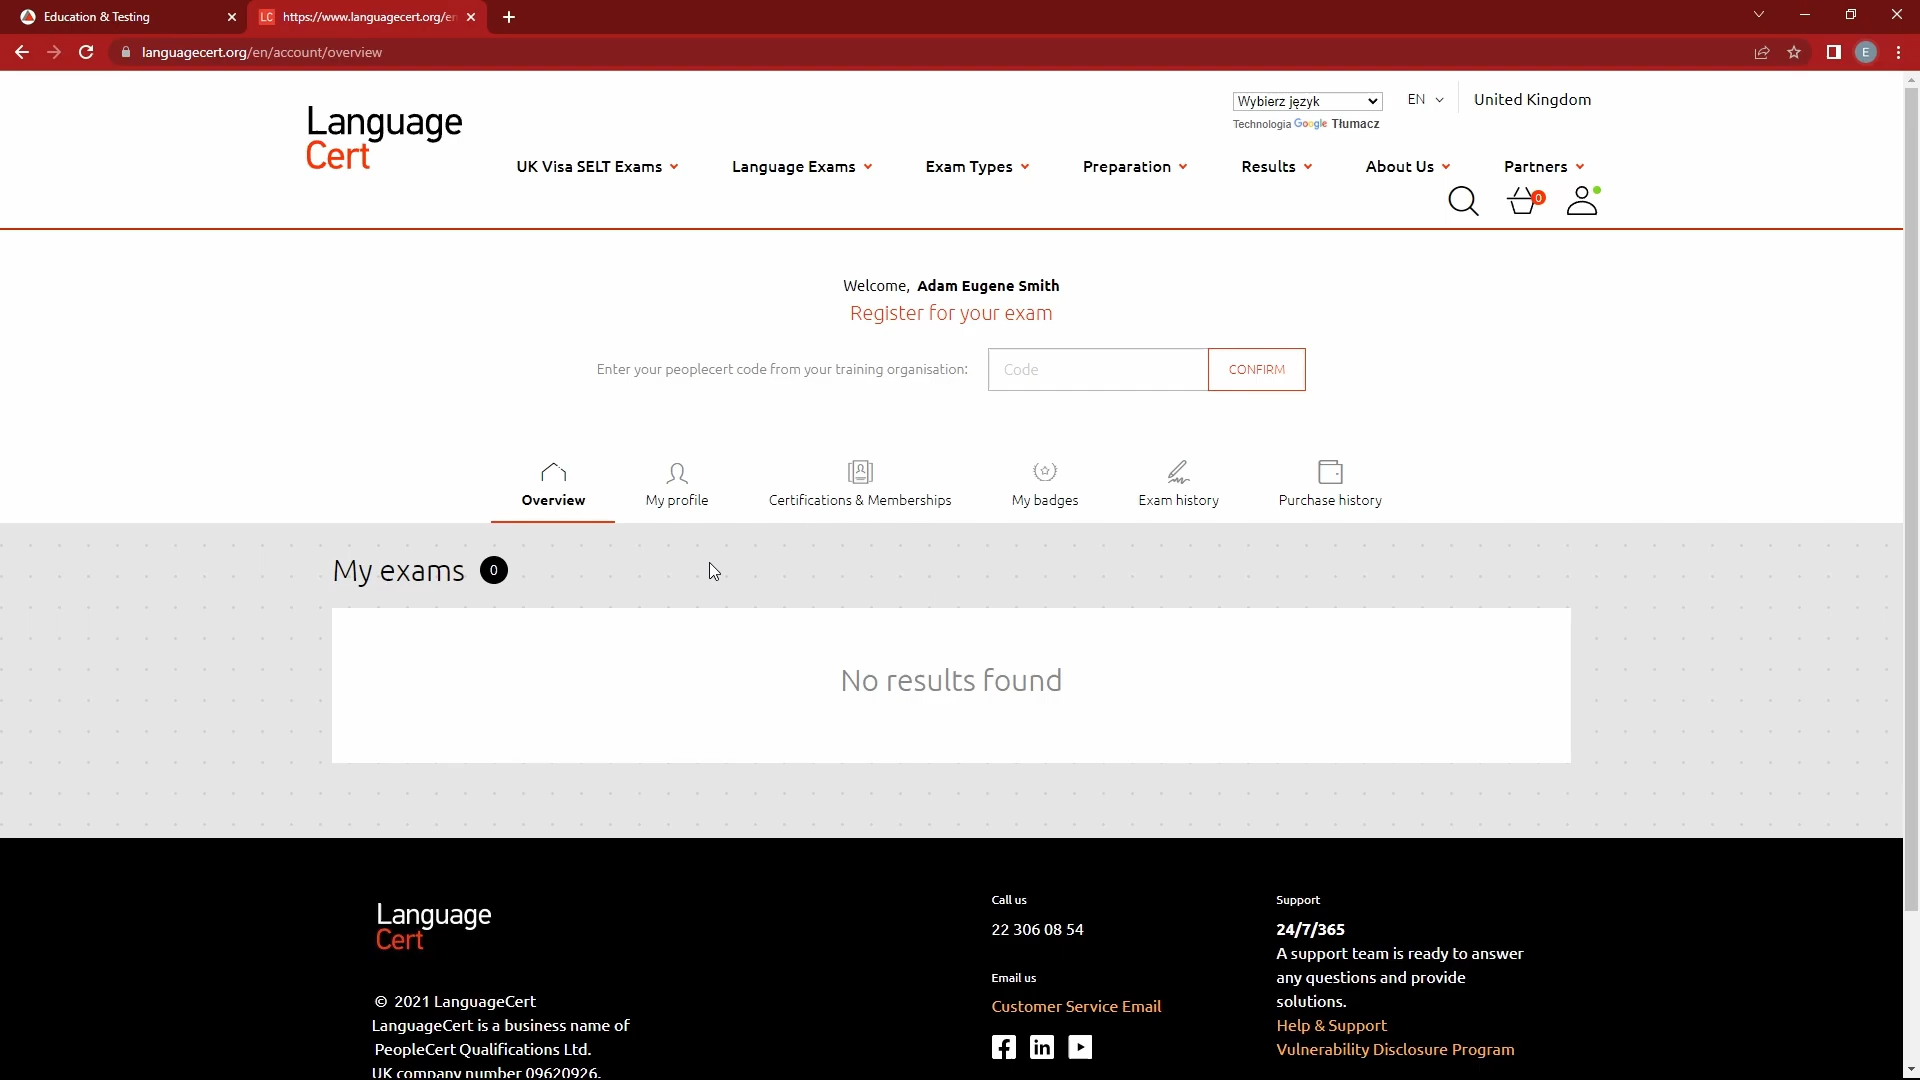 Education & Testing
LC https://www.languagecert.org/en
languagecert.org/en/account/overview
E
Language
Cert
Wybierz język
EN
United Kingdom
Technologia Google Tłumacz
UK Visa SELT Exams
Language Exams
Exam Types
Preparation
Results
About Us
Partners
0
Welcome, Adam Eugene Smith
Register for your exam
Enter your peoplecert code from your training organisation:
Code
CONFIRM
Overview
My profile
Certifications & Memberships
My badges
Exam history
Purchase history
My exams 0
No results found
Language
Cert
© 2021 LanguageCert
LanguageCert is a business name of
PeopleCert Qualifications Ltd.
UK company number 09620926.
Call us
22 306 08 54
Email us
Customer Service Email
Support
24/7/365
A support team is ready to answer
any questions and provide
solutions.
Help & Support
Vulnerability Disclosure Program